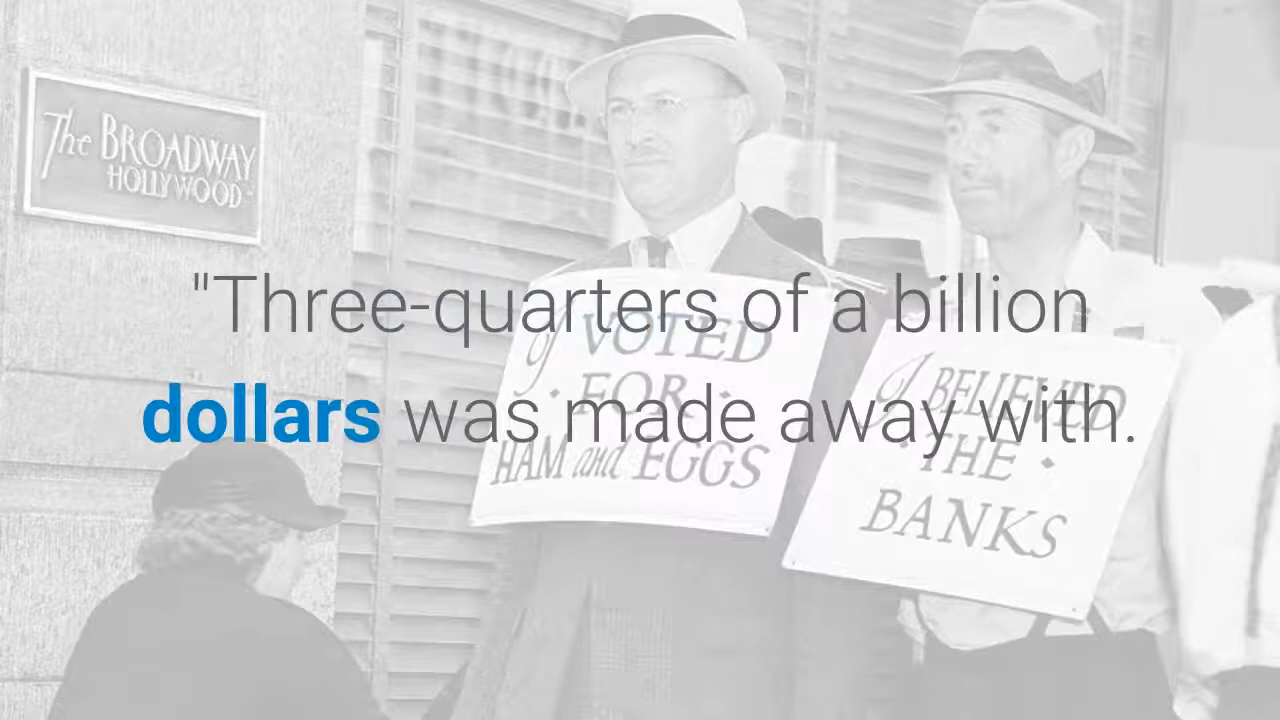 The BROADWAY
HOLLYWOOD
"Three-quarters of a billion
dollars was made away with.
I VOTED
· FOR ·
HAM and EGGS
I BELIEVED
THE
BANKS